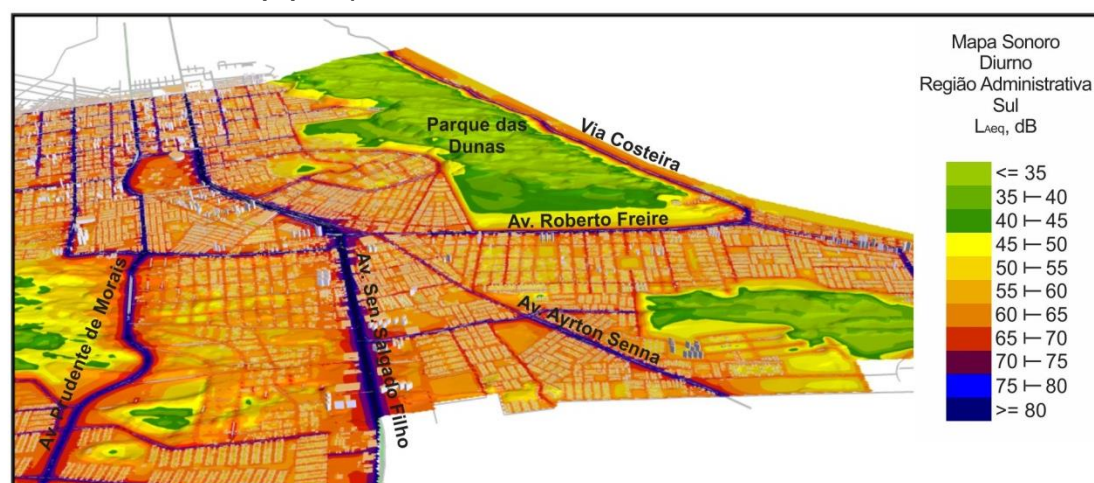 Mapa Sonoro
Diurno
Região Administrativa
Sul
LAeq, dB
<= 35
35 ⊢ 40
40 ⊢ 45
45 ⊢ 50
50 ⊢ 55
55 ⊢ 60
60 ⊢ 65
65 ⊢ 70
70 ⊢ 75
75 ⊢ 80
>= 80
Parque das
Dunas
Via Costeira
Av. Roberto Freire
Av. Prudente de Morais
Av. Sen. Salgado Filho
Av. Ayrton Senna